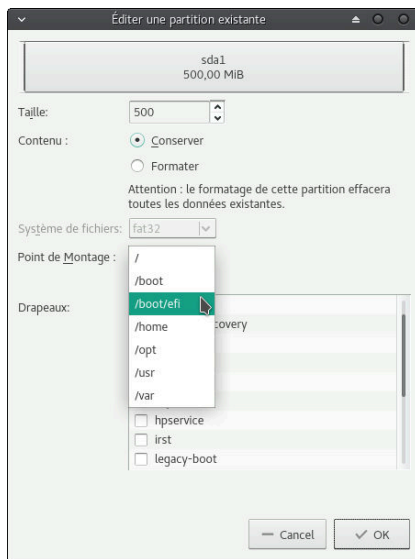 Éditer une partition existante
sda1
500,00 MiB
Taille: 500
Contenu : Conserver
Formater
Attention : le formatage de cette partition effacera
toutes les données existantes.
Système de fichiers: fat32
Point de Montage : /
/boot
Drapeaux: /boot/efi
/home
/opt
/usr
/var
hpservice
irst
legacy-boot
Cancel OK